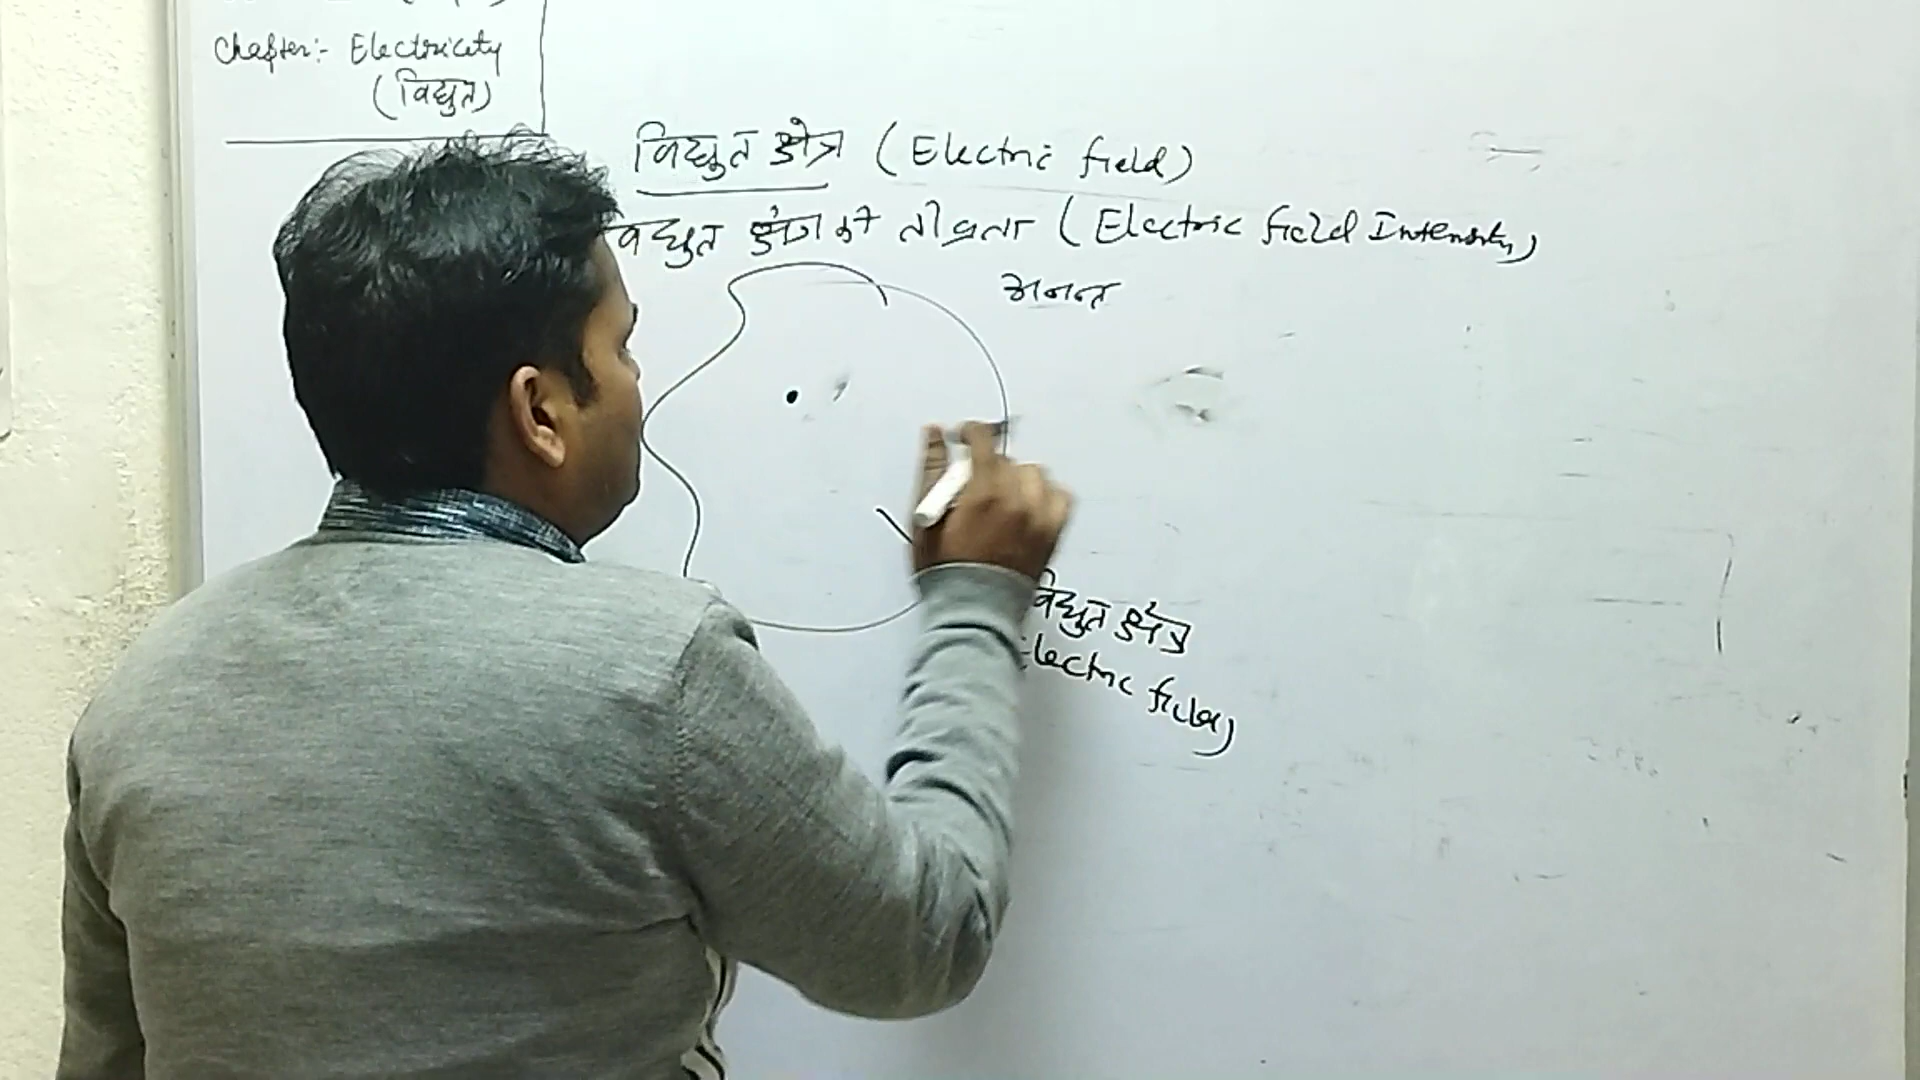 Chapter:- Electricity
(विद्युत)
विद्युत क्षेत्र (Electric field)
विद्युत क्षेत्र की तीव्रता (Electric field Intensity)
अनन्त
विद्युत क्षेत्र
Electric field)